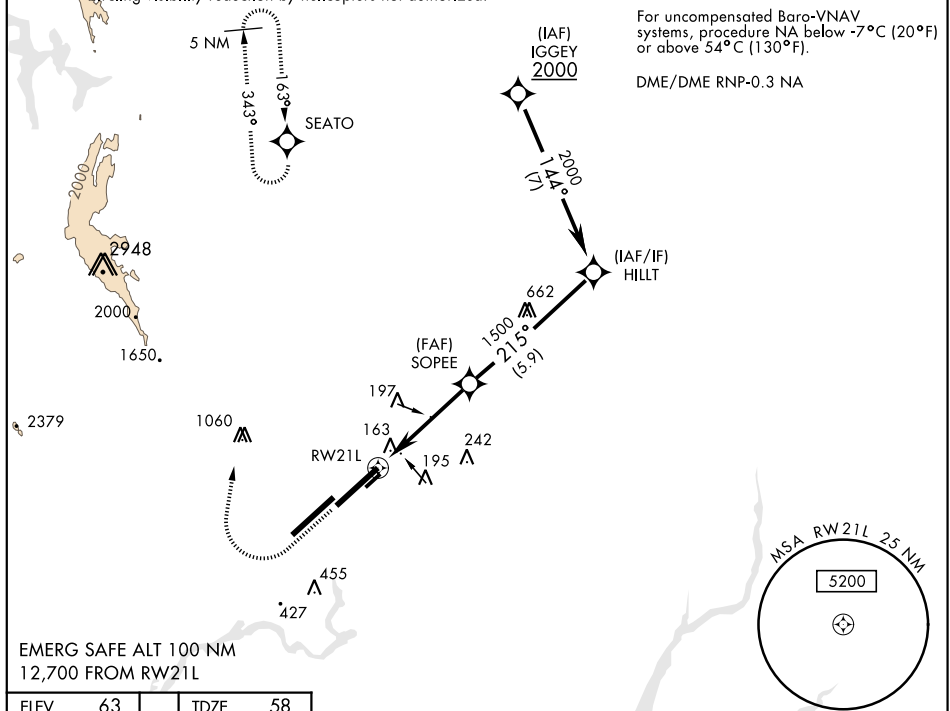 For uncompensated Baro-VNAV
systems, procedure NA below -7°C (20°F)
or above 54°C (130°F).
DME/DME RNP-0.3 NA
5 NM
343°
163°
SEATO
(IAF)
IGGEY
2000
2000
144°
(7)
(IAF/IF)
HILLT
662
1500
215°
(5.9)
(FAF)
SOPEE
2000
2948
2000
1650
2379
1060
197
163
242
195
RW21L
455
427
MSA RW21L 25 NM
5200
EMERG SAFE ALT 100 NM
12,700 FROM RW21L
ELEV 63
TDZE 58